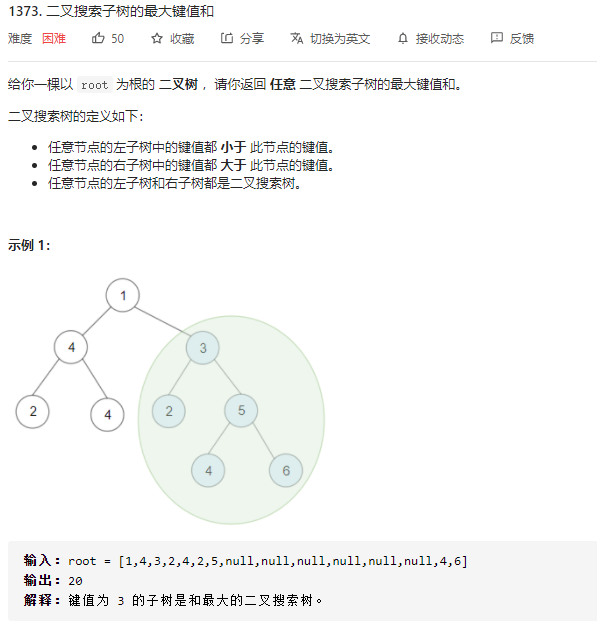 1373. 二叉搜索子树的最大键值和
难度 困难 50 收藏 分享 切换为英文 接收动态 反馈
给你一棵以 root 为根的 二叉树 ，请你返回 任意 二叉搜索子树的最大键值和。
二叉搜索树的定义如下：
任意节点的左子树中的键值都 小于 此节点的键值。
任意节点的右子树中的键值都 大于 此节点的键值。
任意节点的左子树和右子树都是二叉搜索树。
示例 1：
1
4 3
2 4 2 5
4 6
输入：root = [1,4,3,2,4,2,5,null,null,null,null,null,null,4,6]
输出：20
解释：键值为 3 的子树是和最大的二叉搜索树。